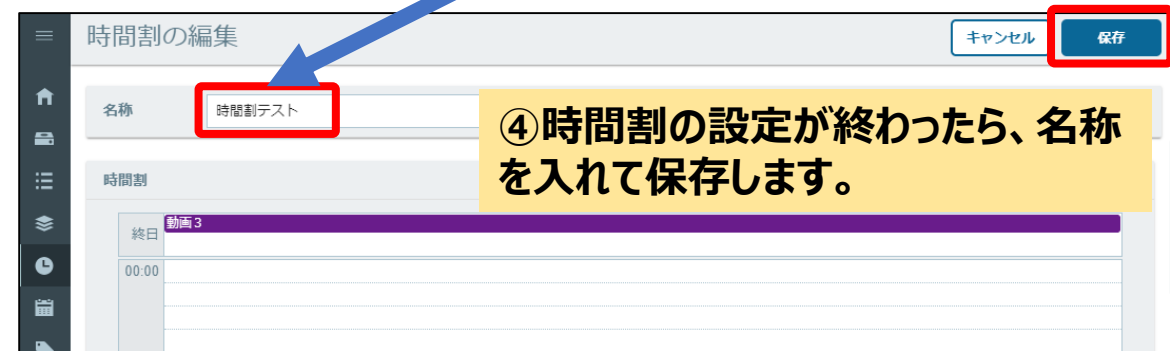 時間割の編集
キャンセル
保存
名称
時間割テスト
④時間割の設定が終わったら、名称
を入れて保存します。
時間割
終日
動画3
00:00